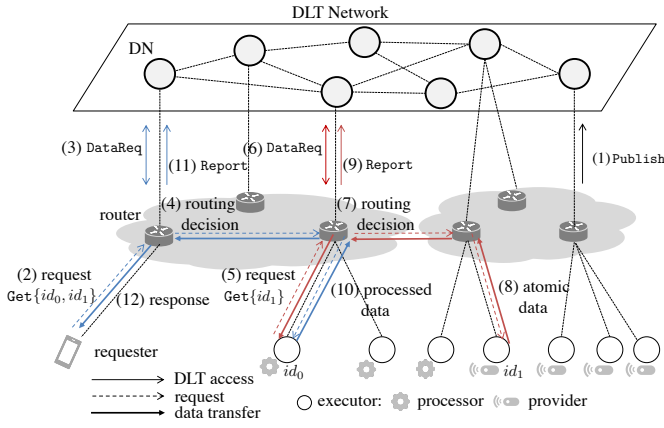 DLT Network
DN
(3) DataReq
(11) Report
(6) DataReq
(9) Report
(1)Publish
router
(4) routing
decision
(7) routing
decision
(2) request
Get{id0, id1}
(12) response
(5) request
Get{id1}
(10) processed
data
(8) atomic
data
requester
id0
id1
DLT access
request
data transfer
executor:
processor
provider